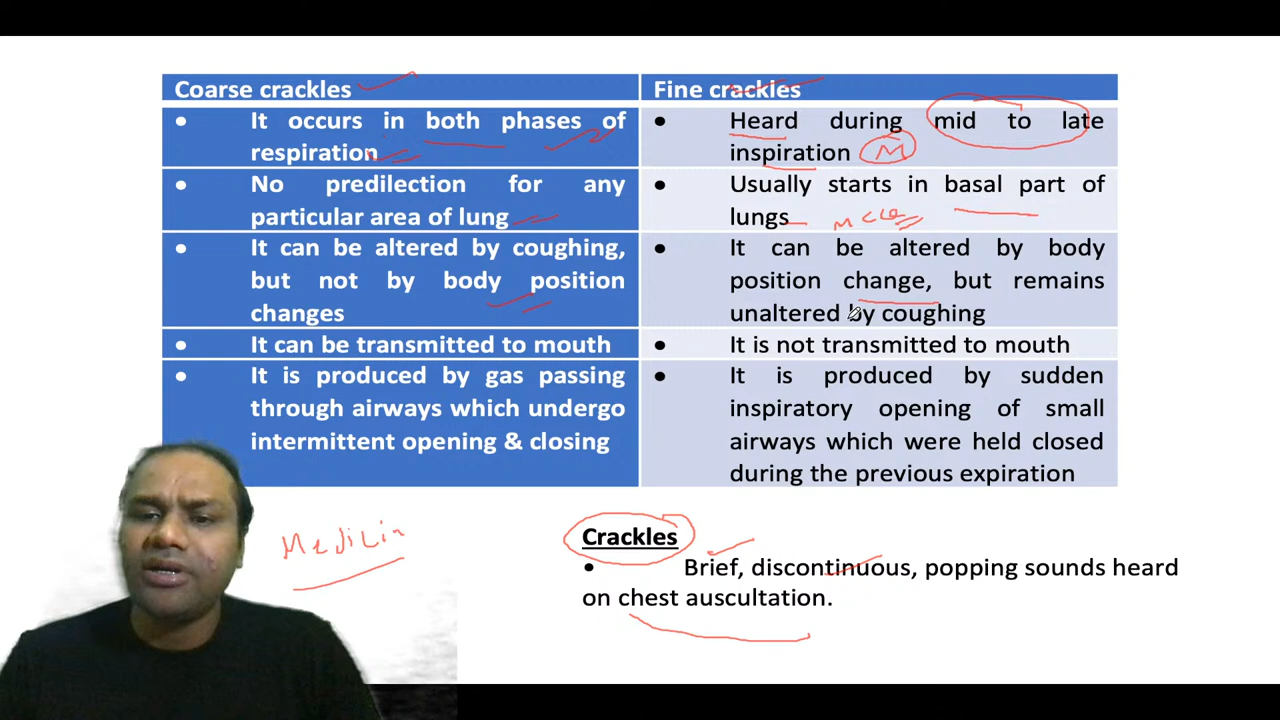 Coarse crackles
Fine crackles
• It occurs in both phases of
respiration
• Heard during mid to late
inspiration M
• No predilection for any
particular area of lung
• Usually starts in basal part of
lungs
• It can be altered by coughing,
but not by body position
changes
• It can be altered by body
position change, but remains
unaltered by coughing
• It can be transmitted to mouth
• It is not transmitted to mouth
• It is produced by gas passing
through airways which undergo
intermittent opening & closing
• It is produced by sudden
inspiratory opening of small
airways which were held closed
during the previous expiration
Crackles
• Brief, discontinuous, popping sounds heard
on chest auscultation.